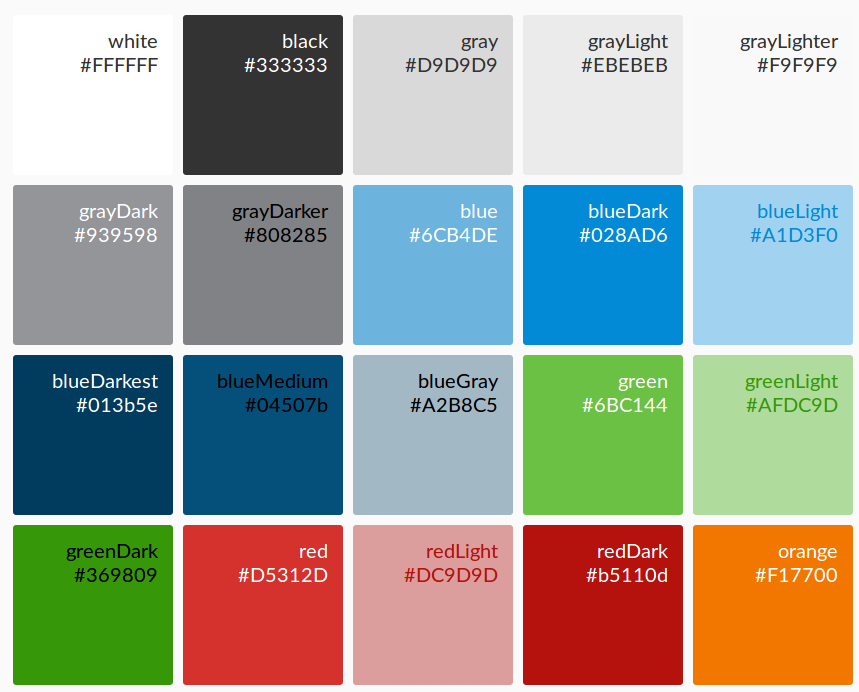 white
#FFFFFF
black
#333333
gray
#D9D9D9
grayLight
#EBEBEB
grayLighter
#F9F9F9
grayDark
#939598
grayDarker
#808285
blue
#6CB4DE
blueDark
#028AD6
blueLight
#A1D3F0
blueDarkest
#013b5e
blueMedium
#04507b
blueGray
#A2B8C5
green
#6BC144
greenLight
#AFDC9D
greenDark
#369809
red
#D5312D
redLight
#DC9D9D
redDark
#b5110d
orange
#F17700